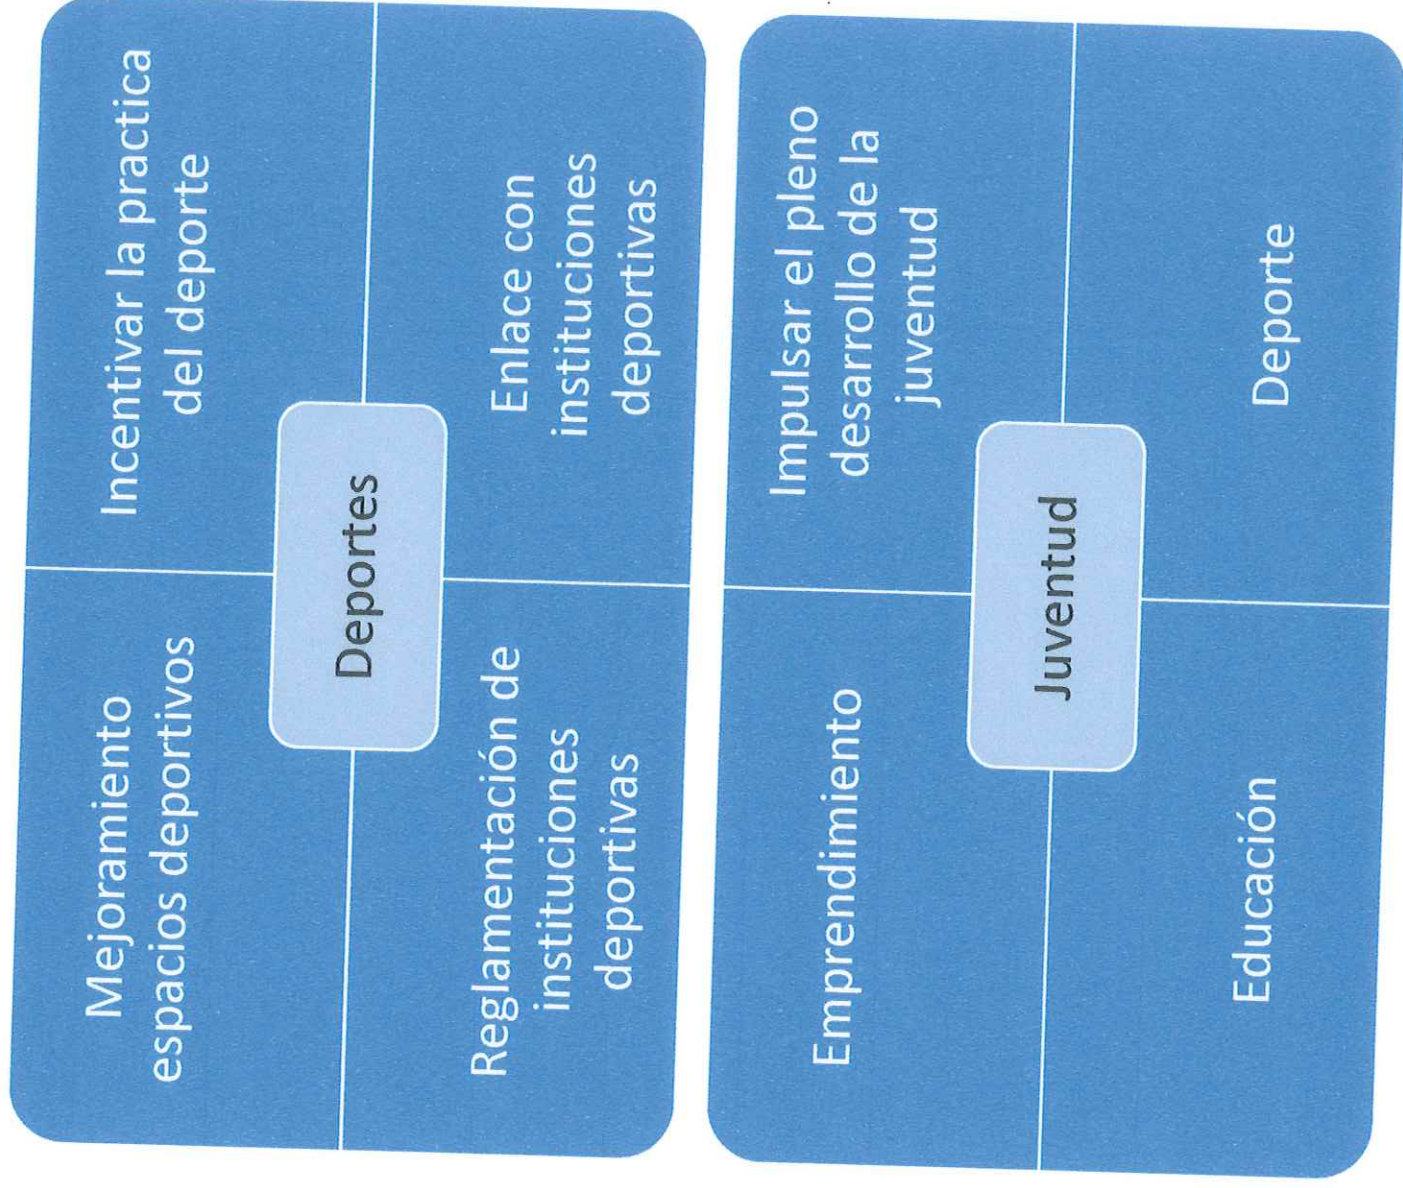 Mejoramiento
espacios deportivos
Incentivar la practica
del deporte
Deportes
Reglamentación de
instituciones
deportivas
Enlace con
instituciones
deportivas
Emprendimiento
Impulsar el pleno
desarrollo de la
juventud
Juventud
Educación
Deporte